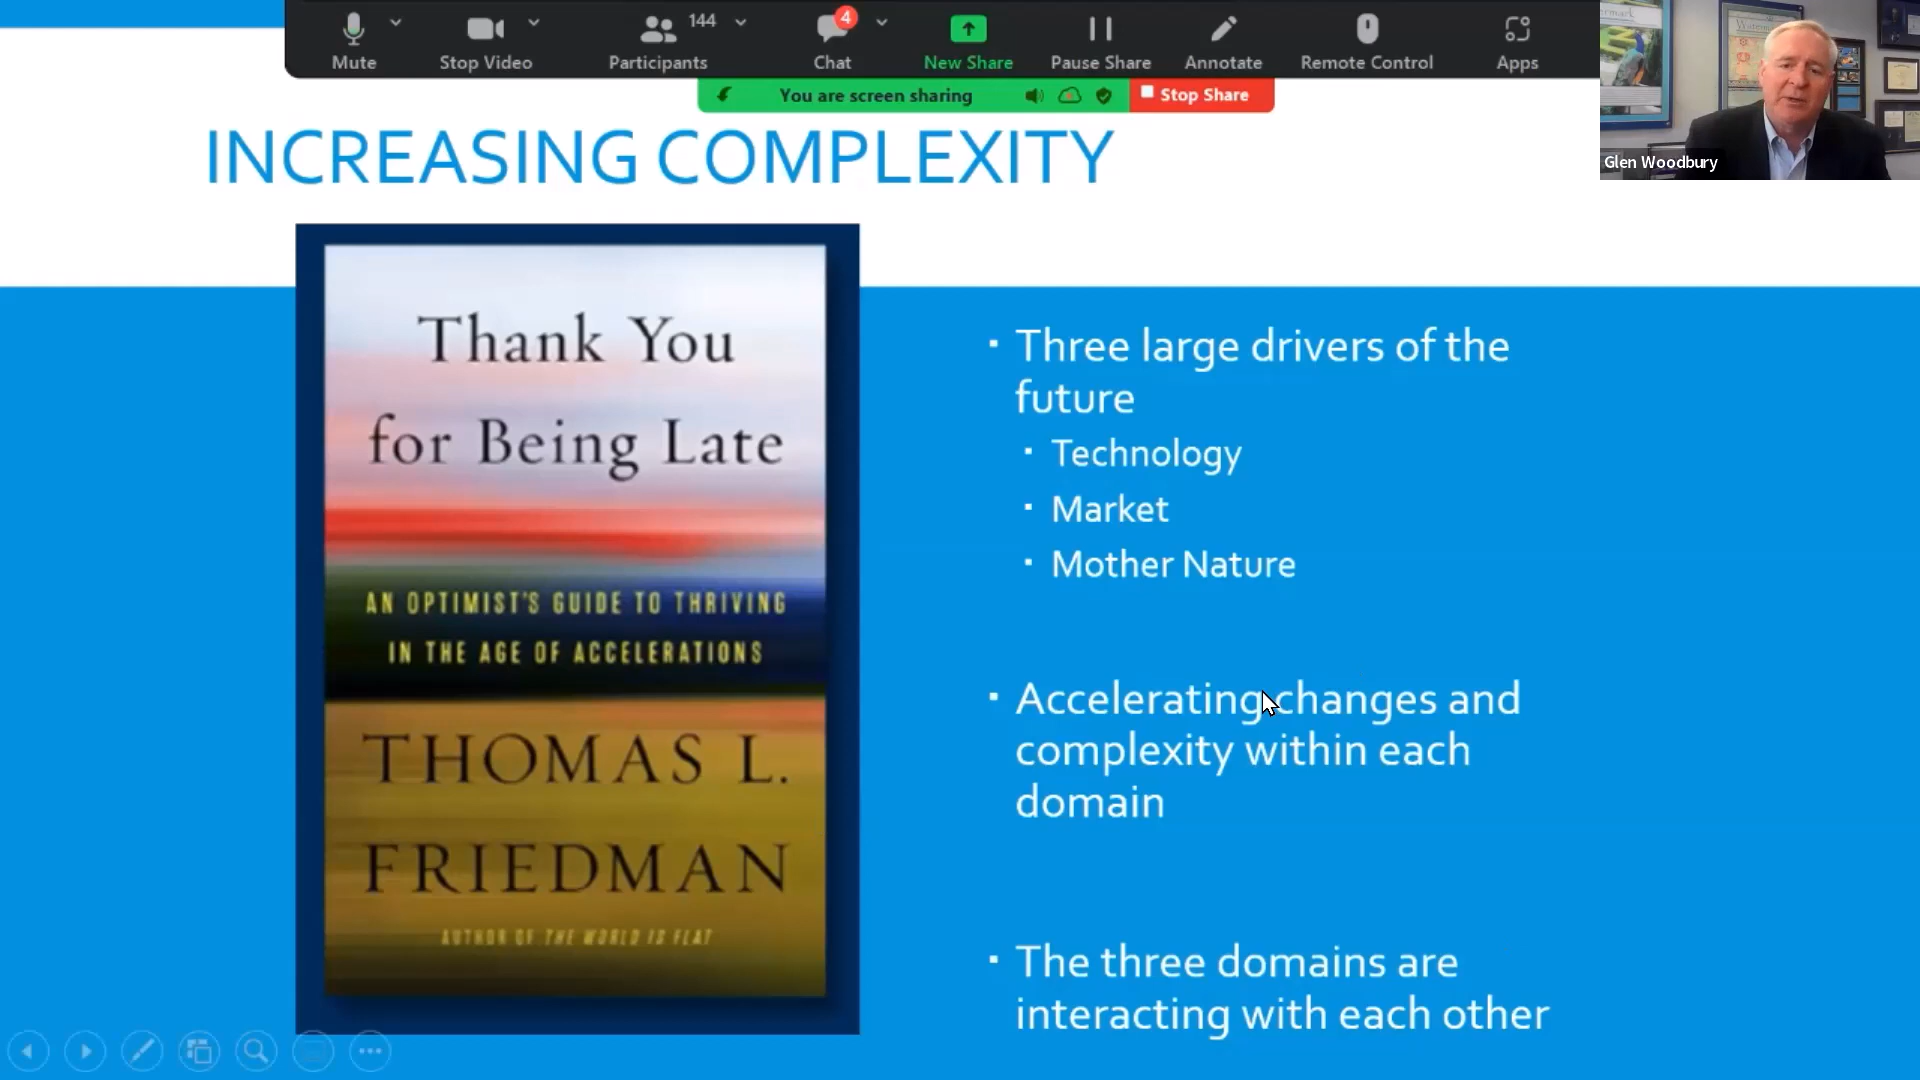 144
4
Mute
Stop Video
Participants
Chat
New Share
Pause Share
Annotate
Remote Control
Apps
You are screen sharing
Stop Share
Glen Woodbury
INCREASING COMPLEXITY
Thank You
for Being Late
AN OPTIMIST'S GUIDE TO THRIVING
IN THE AGE OF ACCELERATIONS
THOMAS L.
FRIEDMAN
AUTHOR OF THE WORLD IS FLAT
▪ Three large drivers of the
future
▪ Technology
▪ Market
▪ Mother Nature
▪ Accelerating changes and
complexity within each
domain
▪ The three domains are
interacting with each other